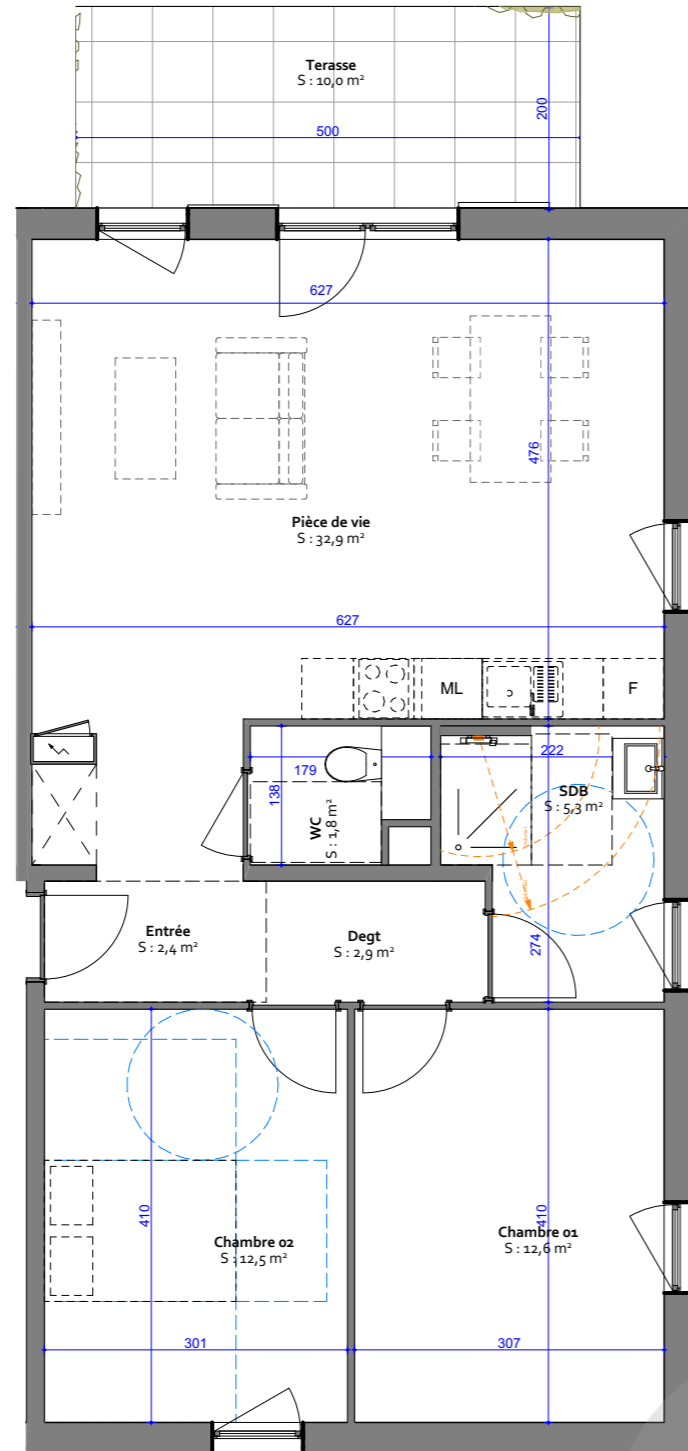 Terasse
S : 10,0 m²
200
500
627
476
Pièce de vie
S : 32,9 m²
627
ML
F
179
138
WC
S : 1,8 m²
222
SDB
S : 5,3 m²
274
Entrée
S : 2,4 m²
Degt
S : 2,9 m²
410
Chambre 02
S : 12,5 m²
301
410
Chambre 01
S : 12,6 m²
307